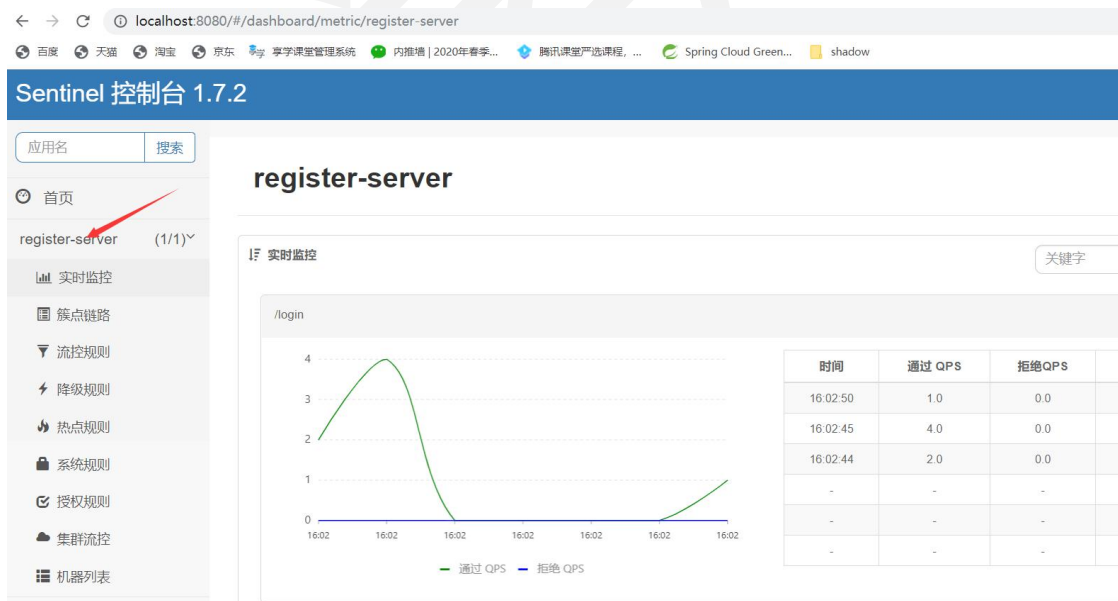 localhost:8080/#/dashboard/metric/register-server
百度 天猫 淘宝 京东 享学课堂管理系统 内推墙 | 2020年春季... 腾讯课堂严选课程, ... Spring Cloud Green... shadow
Sentinel 控制台 1.7.2
应用名 搜索
首页
register-server (1/1)
实时监控
簇点链路
流控规则
降级规则
热点规则
系统规则
授权规则
集群流控
机器列表
register-server
实时监控 关键字
/login
4
3
2
1
0
16:02 16:02 16:02 16:02 16:02 16:02 16:02
通过 QPS 拒绝 QPS
时间 通过 QPS 拒绝QPS
16:02:50 1.0 0.0
16:02:45 4.0 0.0
16:02:44 2.0 0.0
- - -
- - -
- - -